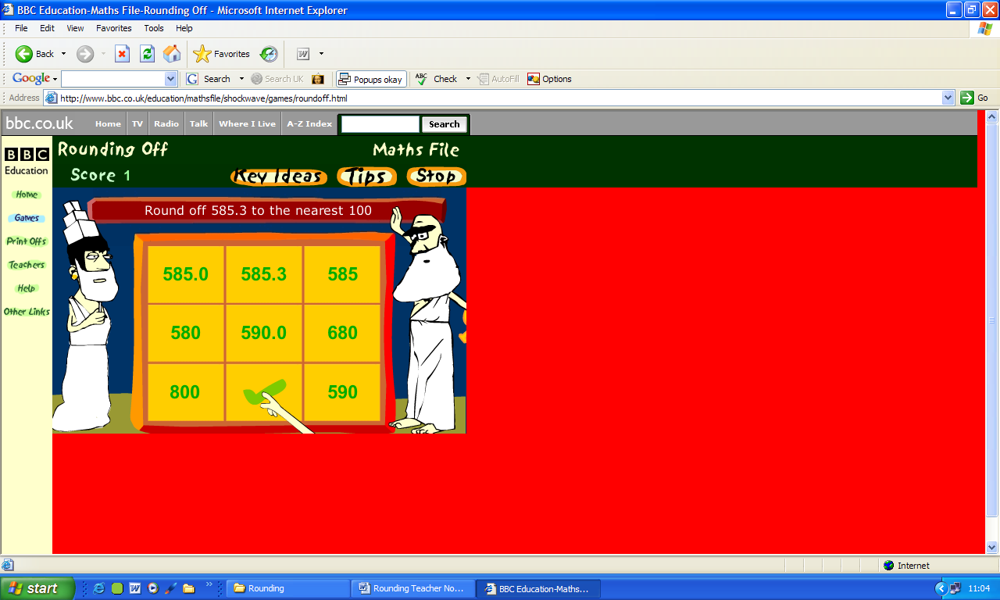 BBC Education-Maths File-Rounding Off - Microsoft Internet Explorer
File Edit View Favorites Tools Help
Back Favorites W
Google G Search Search UK Popups okay ABC Check AutoFill Options
Address http://www.bbc.co.uk/education/mathsfile/shockwave/games/roundoff.html Go
bbc.co.uk Home TV Radio Talk Where I Live A-Z Index Search
BBC
Education
Home
Games
Print Offs
Teachers
Help
Other Links
Rounding Off Maths File
Score 1 Key Ideas Tips Stop
Round off 585.3 to the nearest 100
585.0 585.3 585
580 590.0 680
800 590
Internet
start W » Rounding Rounding Teacher No... BBC Education-Maths... 11:04